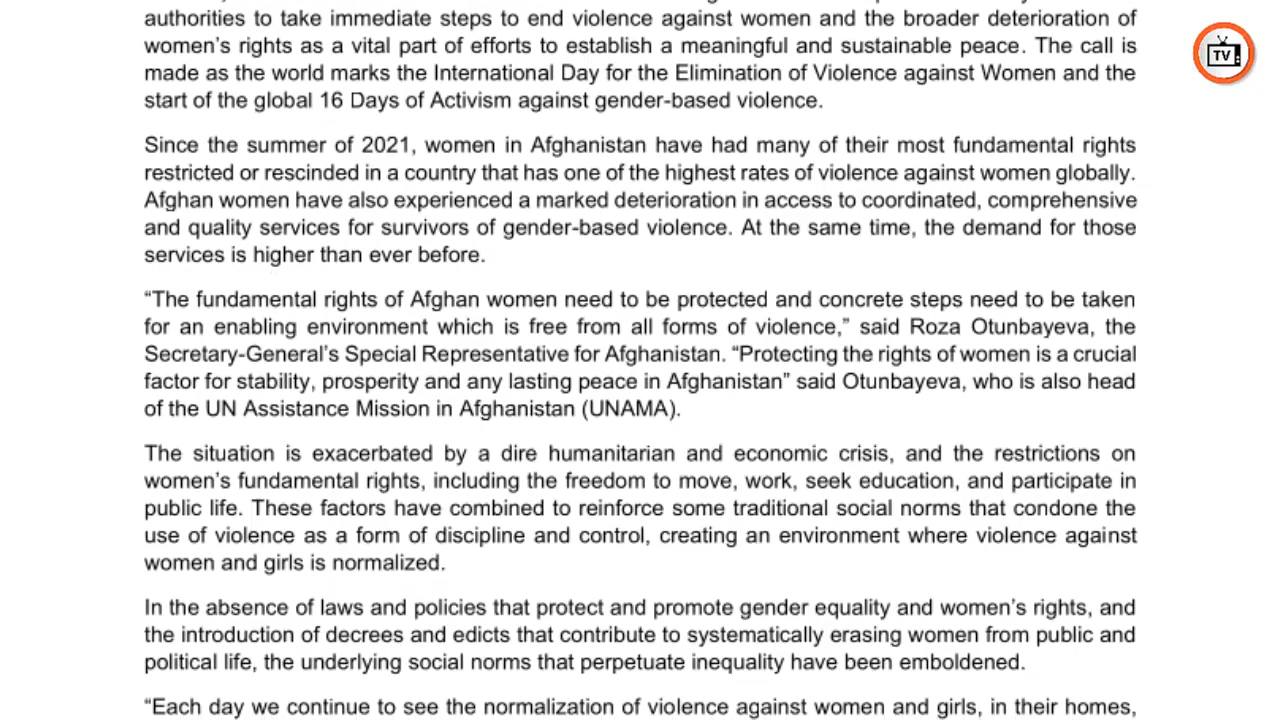 authorities to take immediate steps to end violence against women and the broader deterioration of
women’s rights as a vital part of efforts to establish a meaningful and sustainable peace. The call is
made as the world marks the International Day for the Elimination of Violence against Women and the
start of the global 16 Days of Activism against gender-based violence.
Since the summer of 2021, women in Afghanistan have had many of their most fundamental rights
restricted or rescinded in a country that has one of the highest rates of violence against women globally.
Afghan women have also experienced a marked deterioration in access to coordinated, comprehensive
and quality services for survivors of gender-based violence. At the same time, the demand for those
services is higher than ever before.
“The fundamental rights of Afghan women need to be protected and concrete steps need to be taken
for an enabling environment which is free from all forms of violence,” said Roza Otunbayeva, the
Secretary-General’s Special Representative for Afghanistan. “Protecting the rights of women is a crucial
factor for stability, prosperity and any lasting peace in Afghanistan” said Otunbayeva, who is also head
of the UN Assistance Mission in Afghanistan (UNAMA).
The situation is exacerbated by a dire humanitarian and economic crisis, and the restrictions on
women’s fundamental rights, including the freedom to move, work, seek education, and participate in
public life. These factors have combined to reinforce some traditional social norms that condone the
use of violence as a form of discipline and control, creating an environment where violence against
women and girls is normalized.
In the absence of laws and policies that protect and promote gender equality and women’s rights, and
the introduction of decrees and edicts that contribute to systematically erasing women from public and
political life, the underlying social norms that perpetuate inequality have been emboldened.
“Each day we continue to see the normalization of violence against women and girls, in their homes,
TV